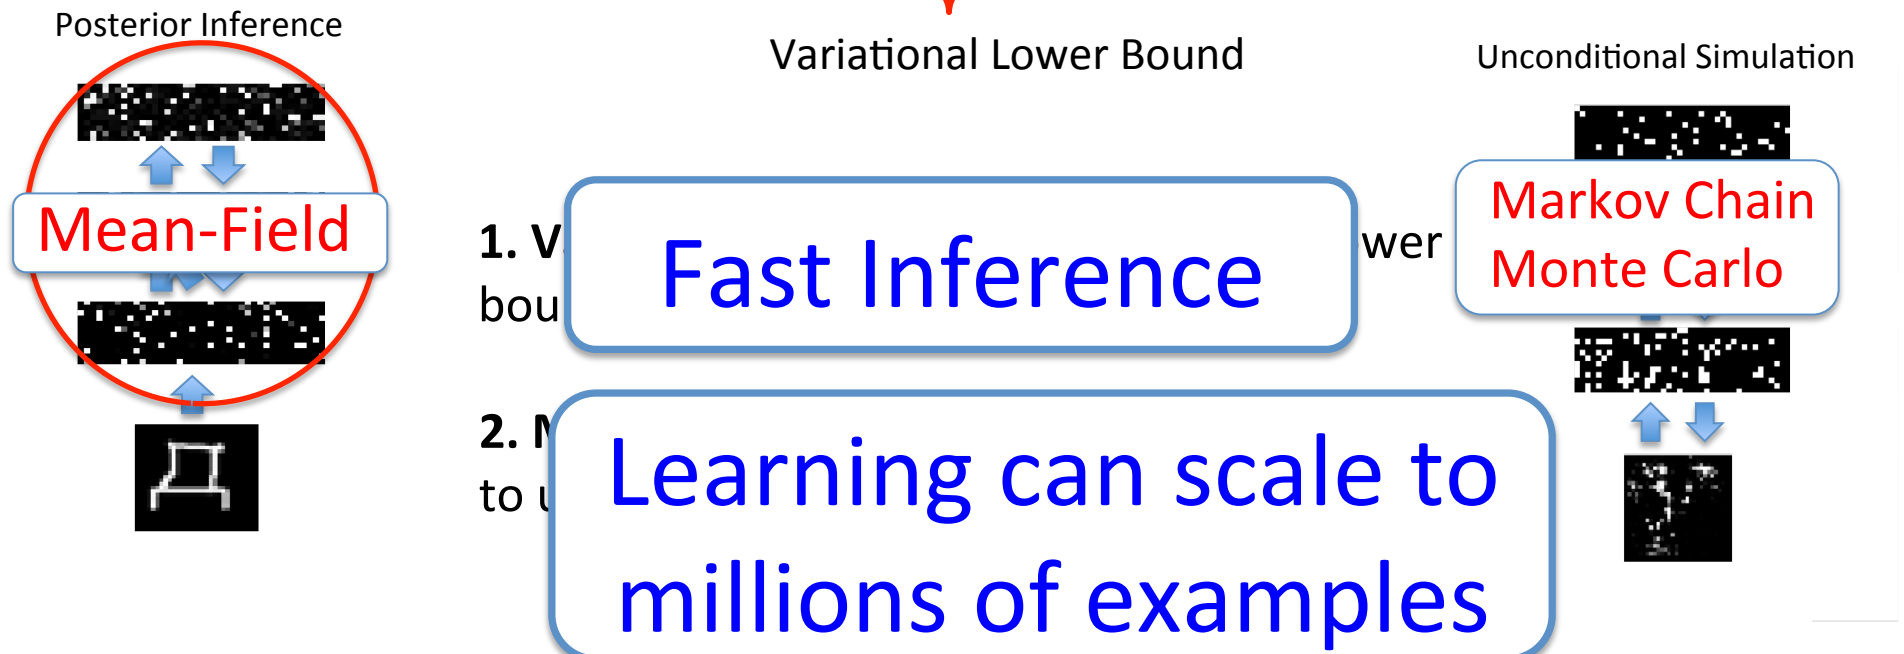 Posterior Inference
Variational Lower Bound
Unconditional Simulation
Mean-Field
Markov Chain
Monte Carlo
1. V
wer
bou
Fast Inference
2.
to
Learning can scale to
millions of examples